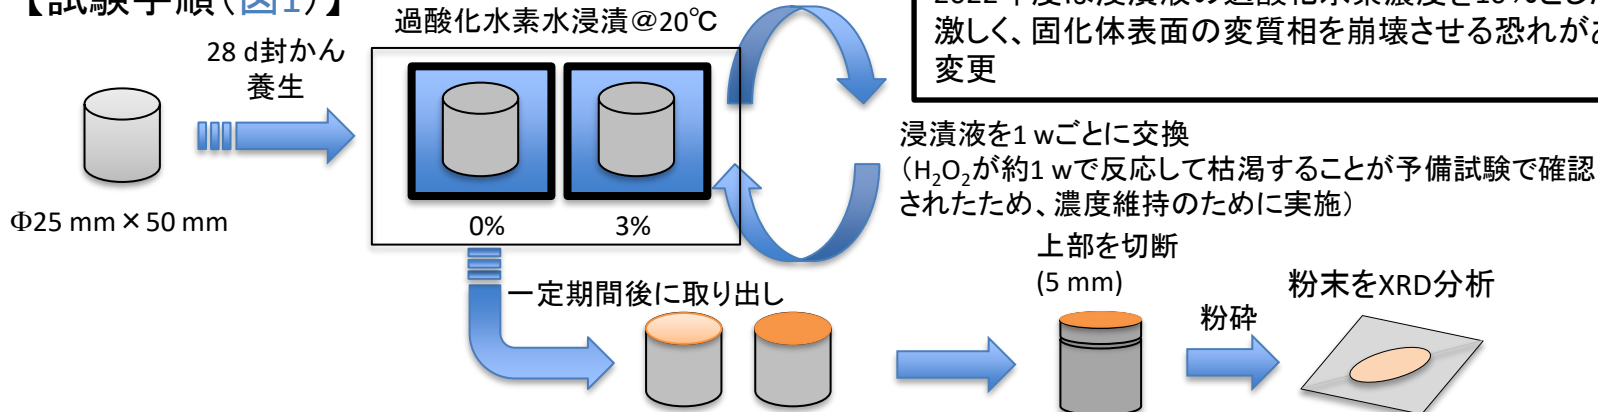 【試験手順(図1)】
28 d封かん
養生
Φ25 mm × 50 mm
過酸化水素水浸漬@20℃
0%
3%
激しく、固化体表面の変質相を崩壊させる恐れがあ
変更
浸漬液を1 wごとに交換
(H₂O₂が約1 wで反応して枯渇することが予備試験で確認
されたため、濃度維持のために実施)
一定期間後に取り出し
上部を切断
(5 mm)
粉砕
粉末をXRD分析